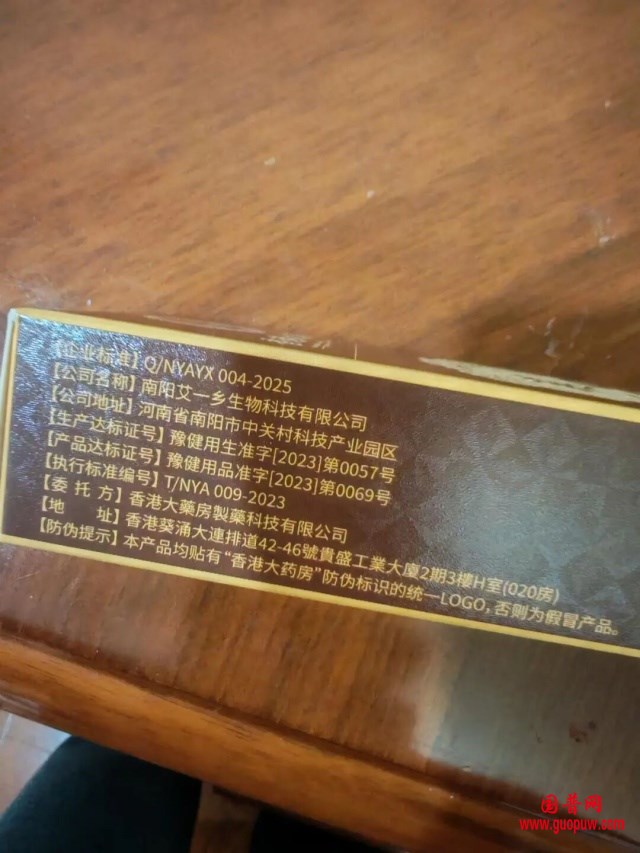 【企业标准】Q/NYAYX 004-2025
【公司名称】南阳艾一乡生物科技有限公司
【公司地址】河南省南阳市中关村科技产业园区
【生产达标证号】豫健用生准字[2023]第0057号
【产品达标证号】豫健用品准字[2023]第0069号
【执行标准编号】T/NYA 009-2023
【委托方】香港大藥房製藥科技有限公司
【地址】香港葵涌大連排道42-46號貴盛工業大廈2期3樓H室(020房)
【防伪提示】本产品均贴有“香港大药房”防伪标识的统一LOGO,否则为假冒产品。
国普网
www.guopuw.com